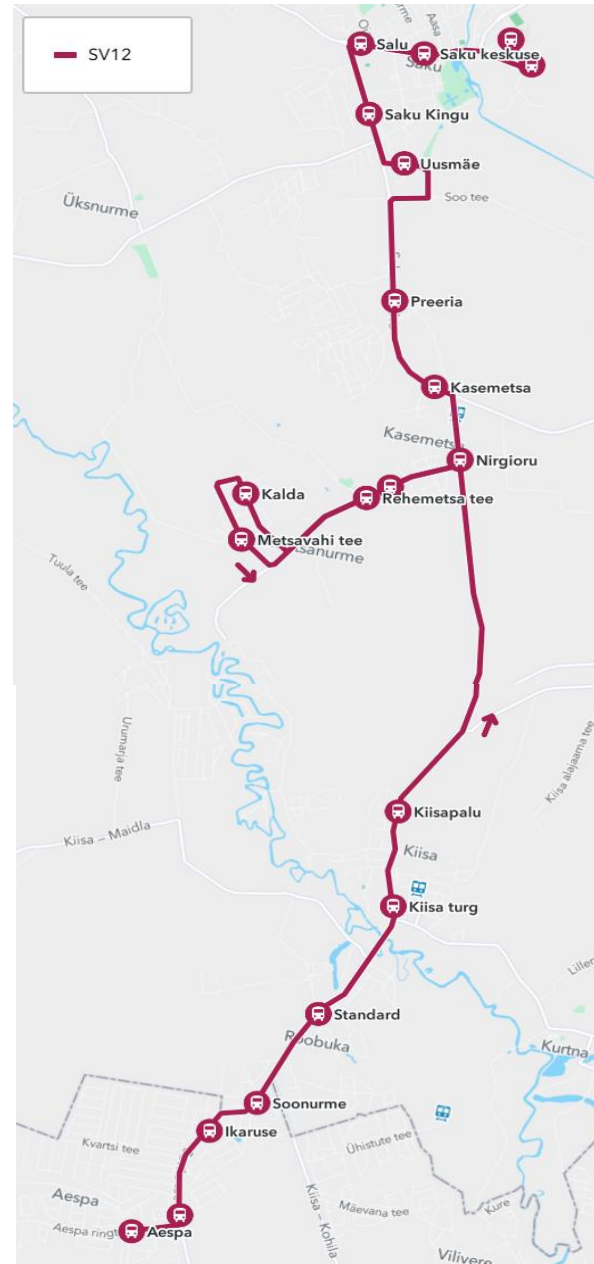 SV12
Salu
Aasa
Saku keskuse
Saku
Saku Kingu
Uusmäe
Üksnurme
Soo tee
Preeria
Kasemetsa
Kasemetsa
Nirgioru
Kalda
Rehemetsa tee
Metsavahi tee
Tuula tee
Urumarja tee
Kiisa alajaama tee
Kiisapalu
Kiisa – Maidla
Kiisa
Kiisa turg
Standard
Roobuka
Kurtna
Soonurme
Ikaruse
Kvartsi tee
Ühistute tee
Aespa
Kiisa – Kohila
Mäevana tee
Kure
Aespa
Vilivere